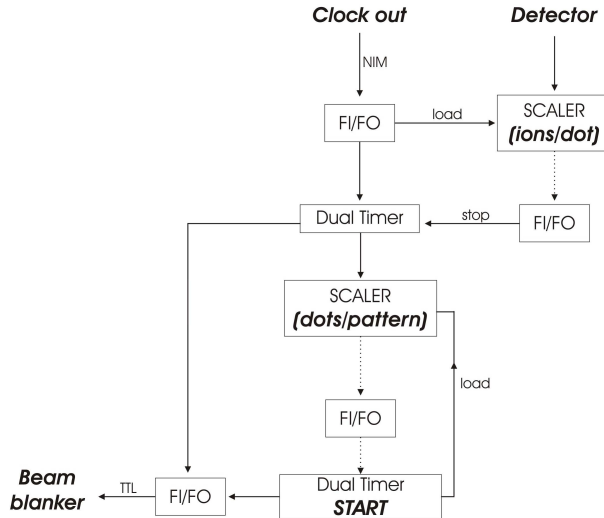 Clock out
Detector
NIM
FI/FO
load
SCALER
(ions/dot)
Dual Timer
stop
FI/FO
SCALER
(dots/pattern)
load
FI/FO
Beam
blanker
TTL
FI/FO
Dual Timer
START